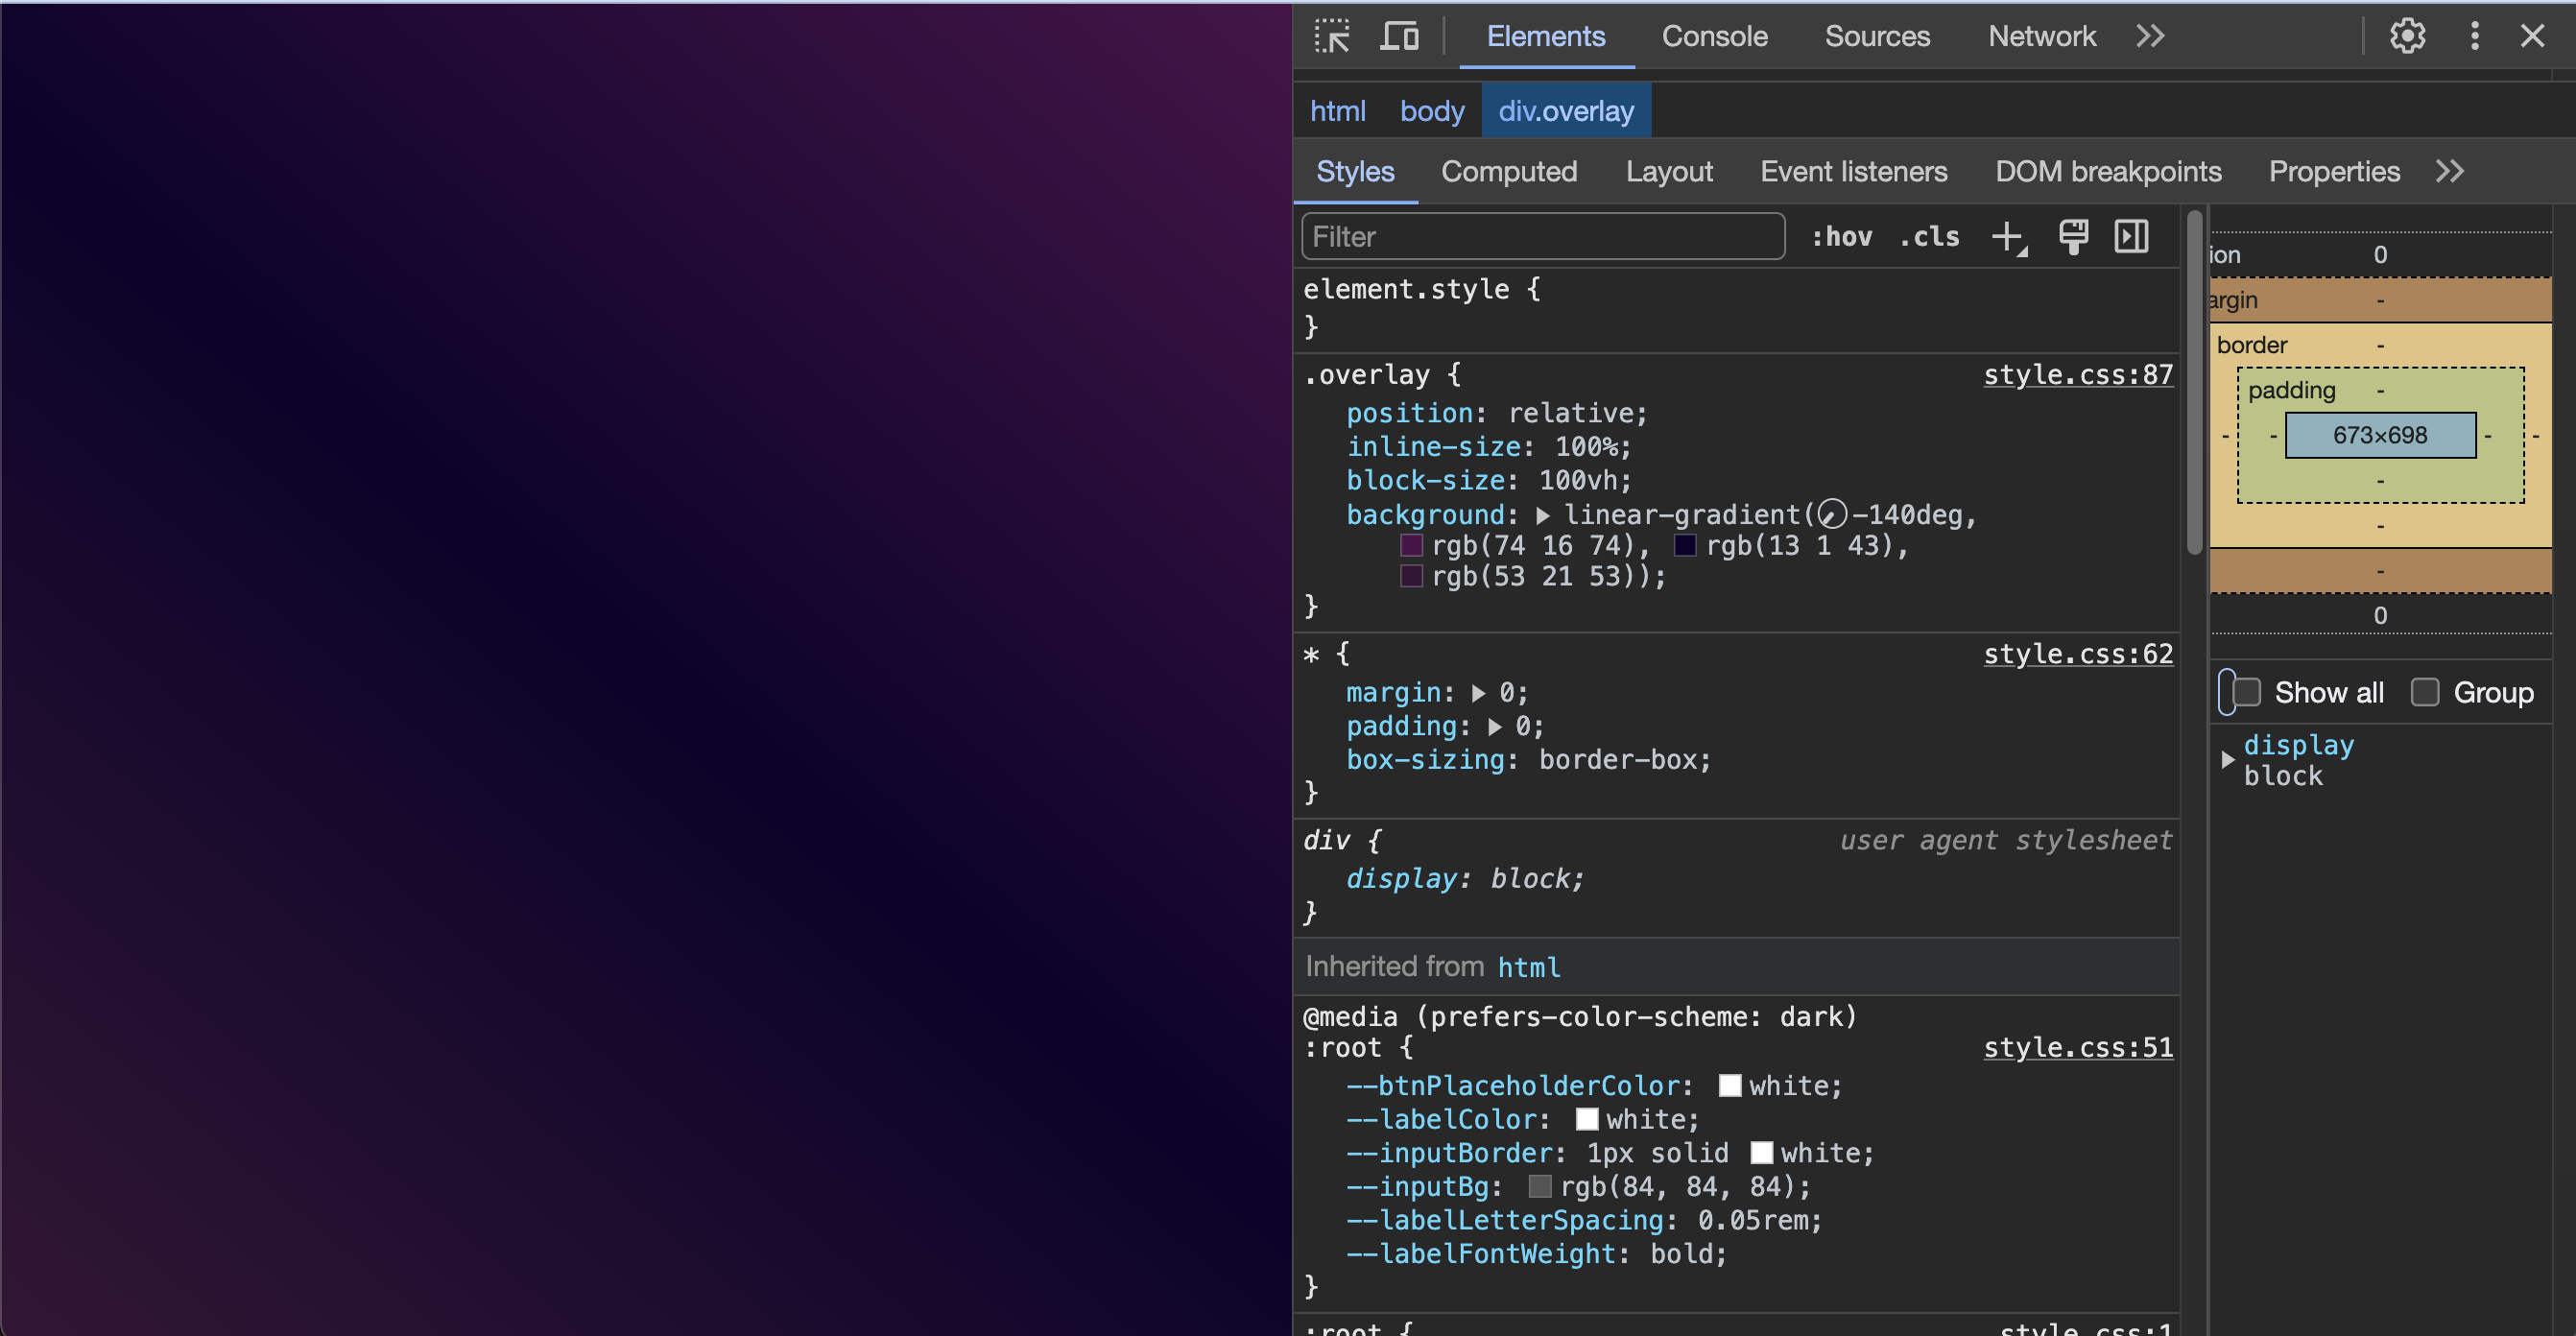 Elements Console Sources Network
html body div.overlay
Styles Computed Layout Event listeners DOM breakpoints Properties
Filter :hov .cls
element.style {
}
.overlay { style.css:87
position: relative;
inline-size: 100%;
block-size: 100vh;
background: linear-gradient(-140deg,
rgb(74 16 74), rgb(13 1 43),
rgb(53 21 53));
}
* { style.css:62
margin: 0;
padding: 0;
box-sizing: border-box;
}
div { user agent stylesheet
display: block;
}
Inherited from html
@media (prefers-color-scheme: dark)
:root { style.css:51
--btnPlaceholderColor: white;
--labelColor: white;
--inputBorder: 1px solid white;
--inputBg: rgb(84, 84, 84);
--labelLetterSpacing: 0.05rem;
--labelFontWeight: bold;
}
:root { style.css:1
ion 0
argin -
border -
padding -
- - 673×698 - -
-
-
-
0
Show all Group
display
block